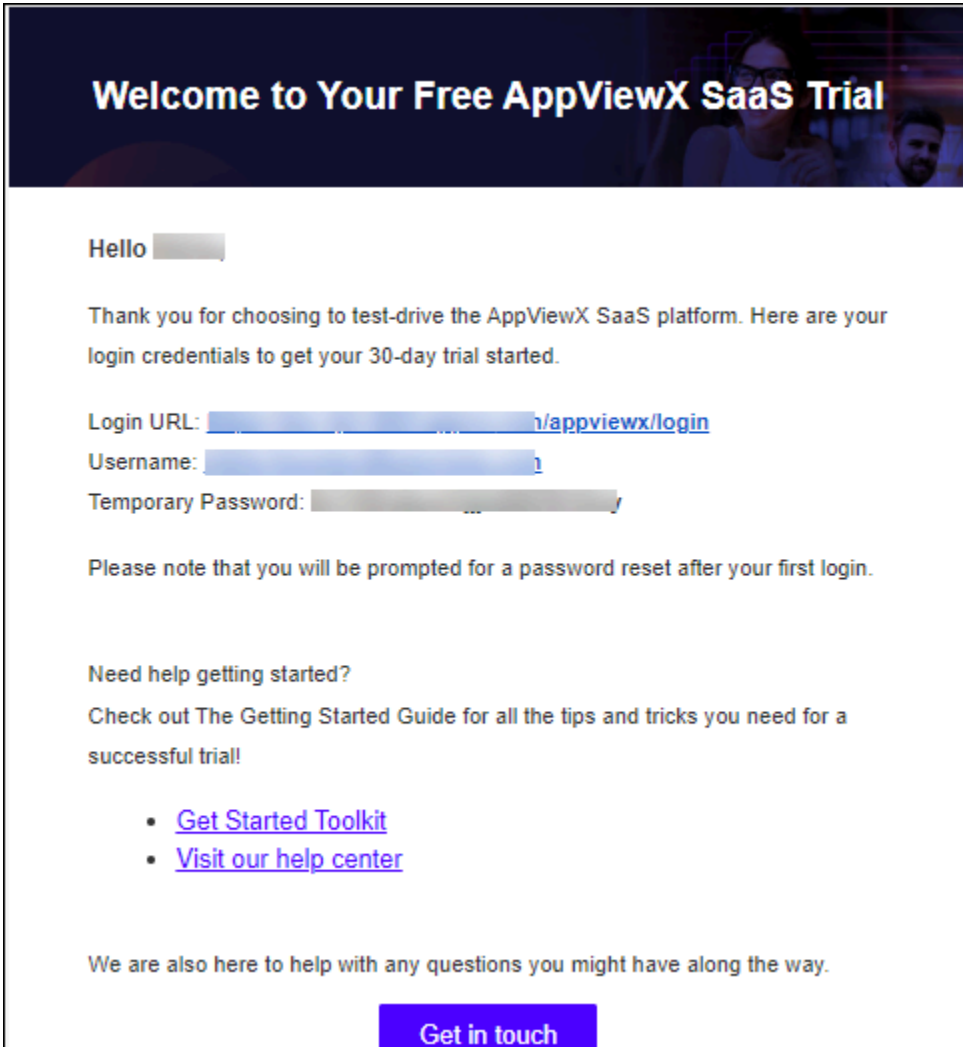 Welcome to Your Free AppViewX SaaS Trial
Hello
Thank you for choosing to test-drive the AppViewX SaaS platform. Here are your
login credentials to get your 30-day trial started.
Login URL: /appviewx/login
Username:
Temporary Password:
Please note that you will be prompted for a password reset after your first login.
Need help getting started?
Check out The Getting Started Guide for all the tips and tricks you need for a
successful trial!
• Get Started Toolkit
• Visit our help center
We are also here to help with any questions you might have along the way.
Get in touch